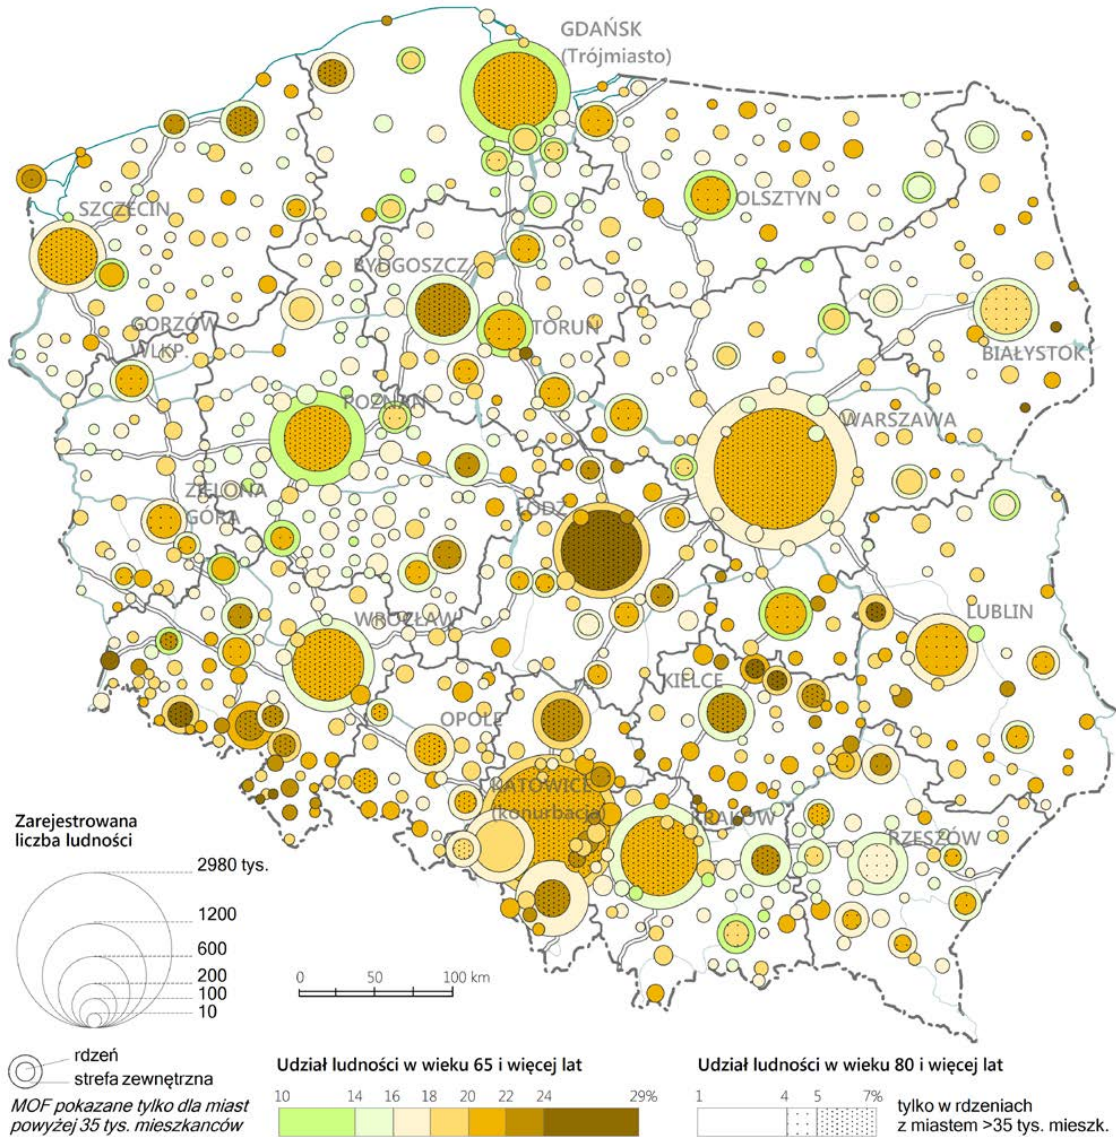 GDAŃSK
(Trójmiasto)
SZCZECIN
OLSZTYN
BYDGOSZCZ
TORUŃ
GORZÓW
WLKP.
BIAŁYSTOK
POZNAŃ
WARSZAWA
ZIELONA
GÓRA
ŁÓDŹ
WROCŁAW
LUBLIN
KIELCE
OPOLE
KATOWICE
(konurbacja)
KRAKÓW
RZESZÓW
Zarejestrowana
liczba ludności
2980 tys.
1200
600
200
100
10
0 50 100 km
rdzeń
strefa zewnętrzna
MOF pokazane tylko dla miast
powyżej 35 tys. mieszkańców
Udział ludności w wieku 65 i więcej lat
10 14 16 18 20 22 24 29%
Udział ludności w wieku 80 i więcej lat
1 4 5 7%
tylko w rdzeniach
z miastem >35 tys. mieszk.